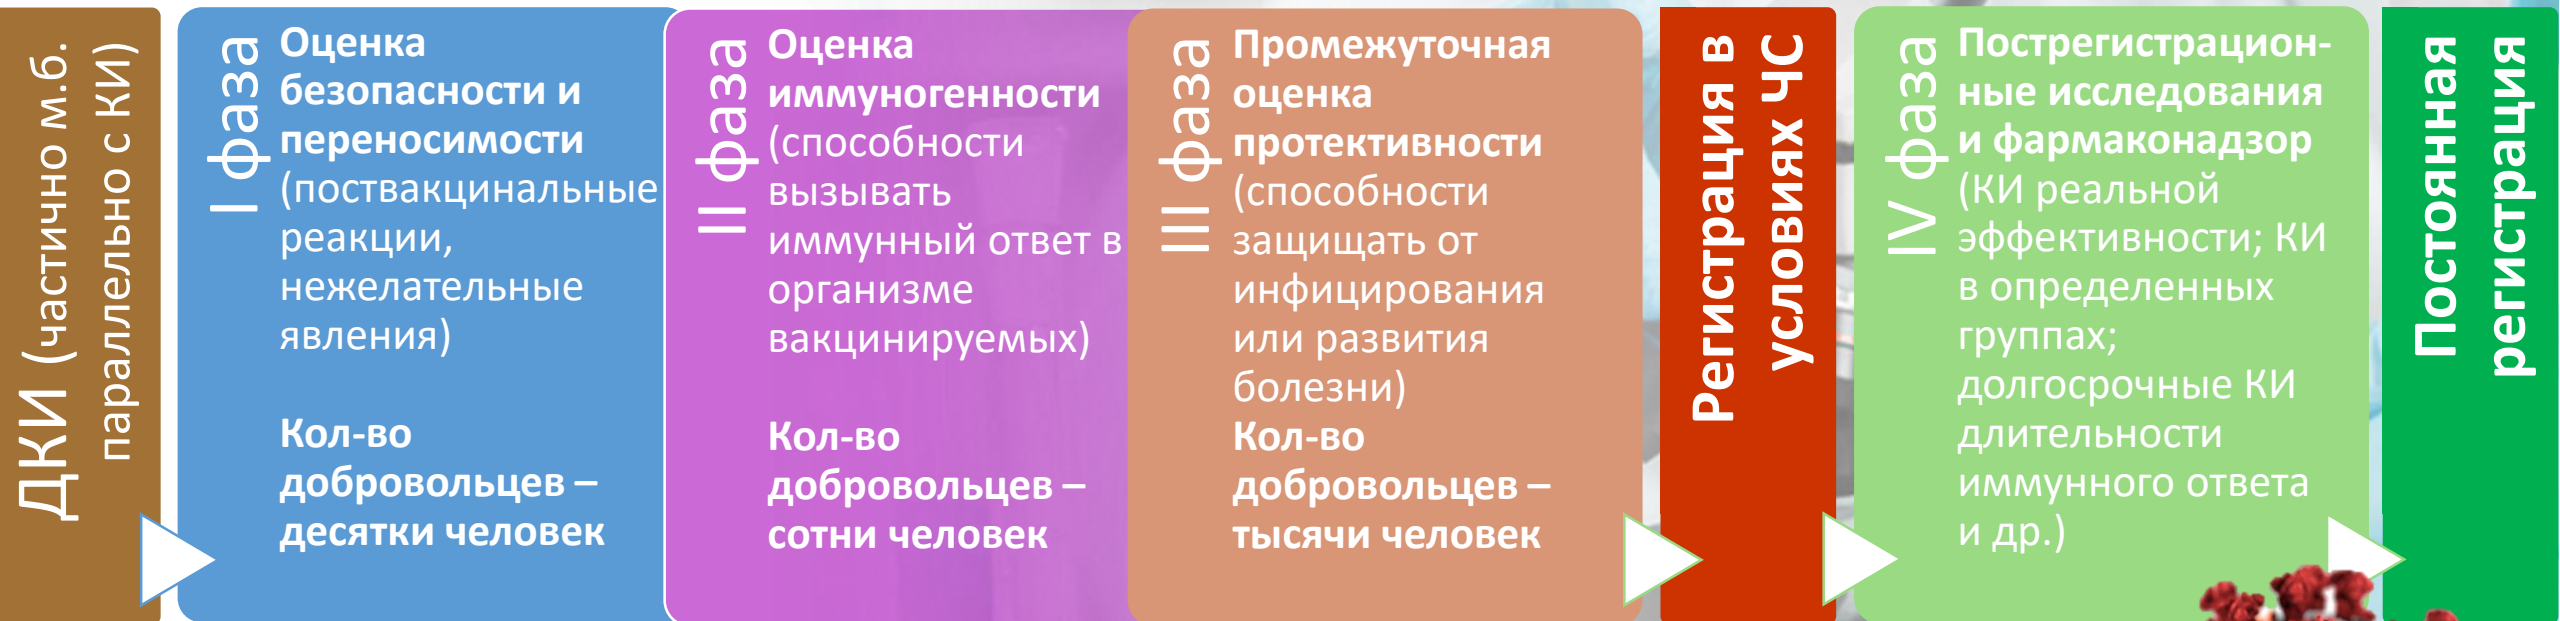 ДКИ (частично м.б.
параллельно с КИ)
I фаза
Оценка
безопасности и
переносимости
(поствакцинальные
реакции,
нежелательные
явления)
Кол-во
добровольцев –
десятки человек
II фаза
Оценка
иммуногенности
(способности
вызывать
иммунный ответ в
организме
вакцинируемых)
Кол-во
добровольцев –
сотни человек
III фаза
Промежуточная
оценка
протективности
(способности
защищать от
инфицирования
или развития
болезни)
Кол-во
добровольцев –
тысячи человек
Регистрация в
условиях ЧС
IV фаза
Пострегистрацион-
ные исследования
и фармаконадзор
(КИ реальной
эффективности; КИ
в определенных
группах;
долгосрочные КИ
длительности
иммунного ответа
и др.)
Постоянная
регистрация